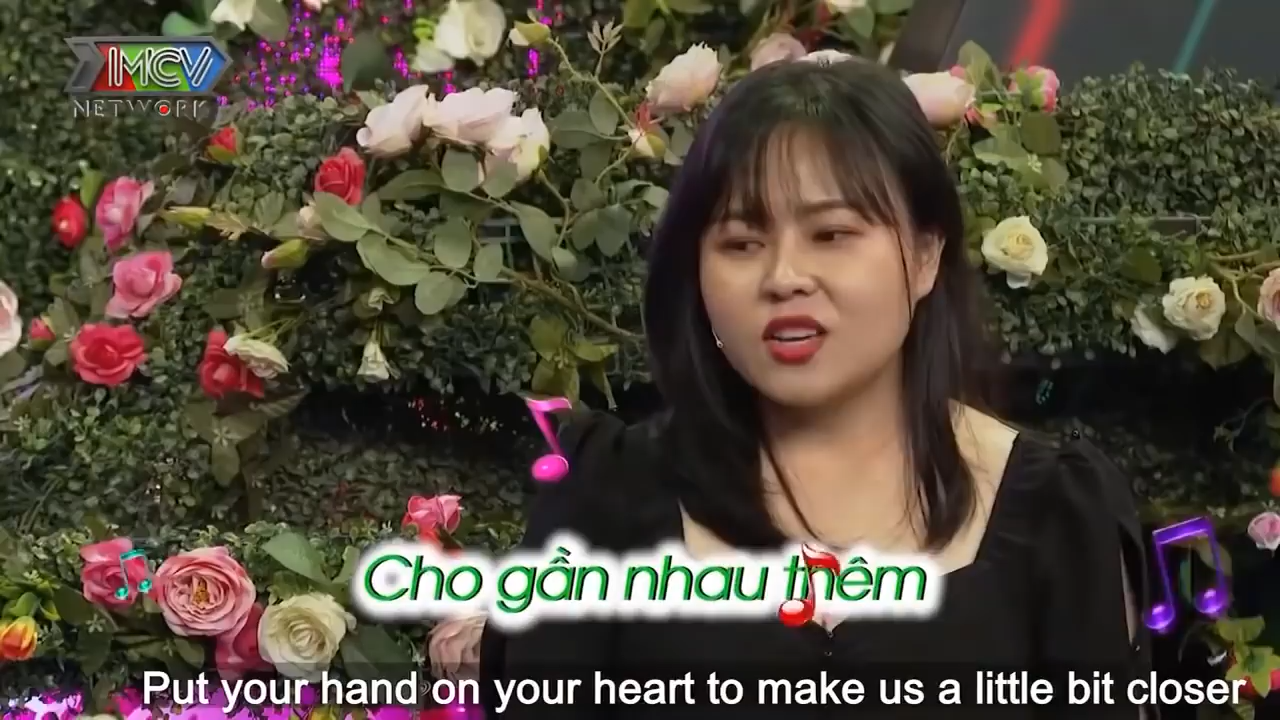 MCV
NETWORK
Cho gần nhau thêm
Put your hand on your heart to make us a little bit closer